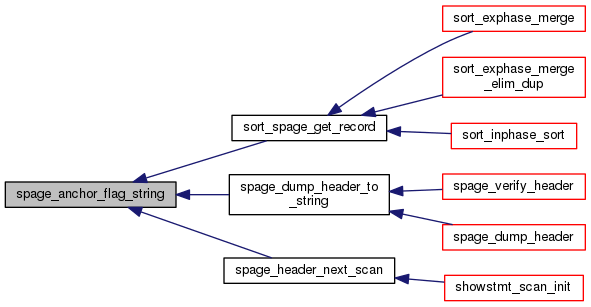 spage_anchor_flag_string
sort_spage_get_record
sort_exphase_merge
sort_exphase_merge
_elim_dup
sort_inphase_sort
spage_dump_header_to
_string
spage_verify_header
spage_dump_header
spage_header_next_scan
showstmt_scan_init